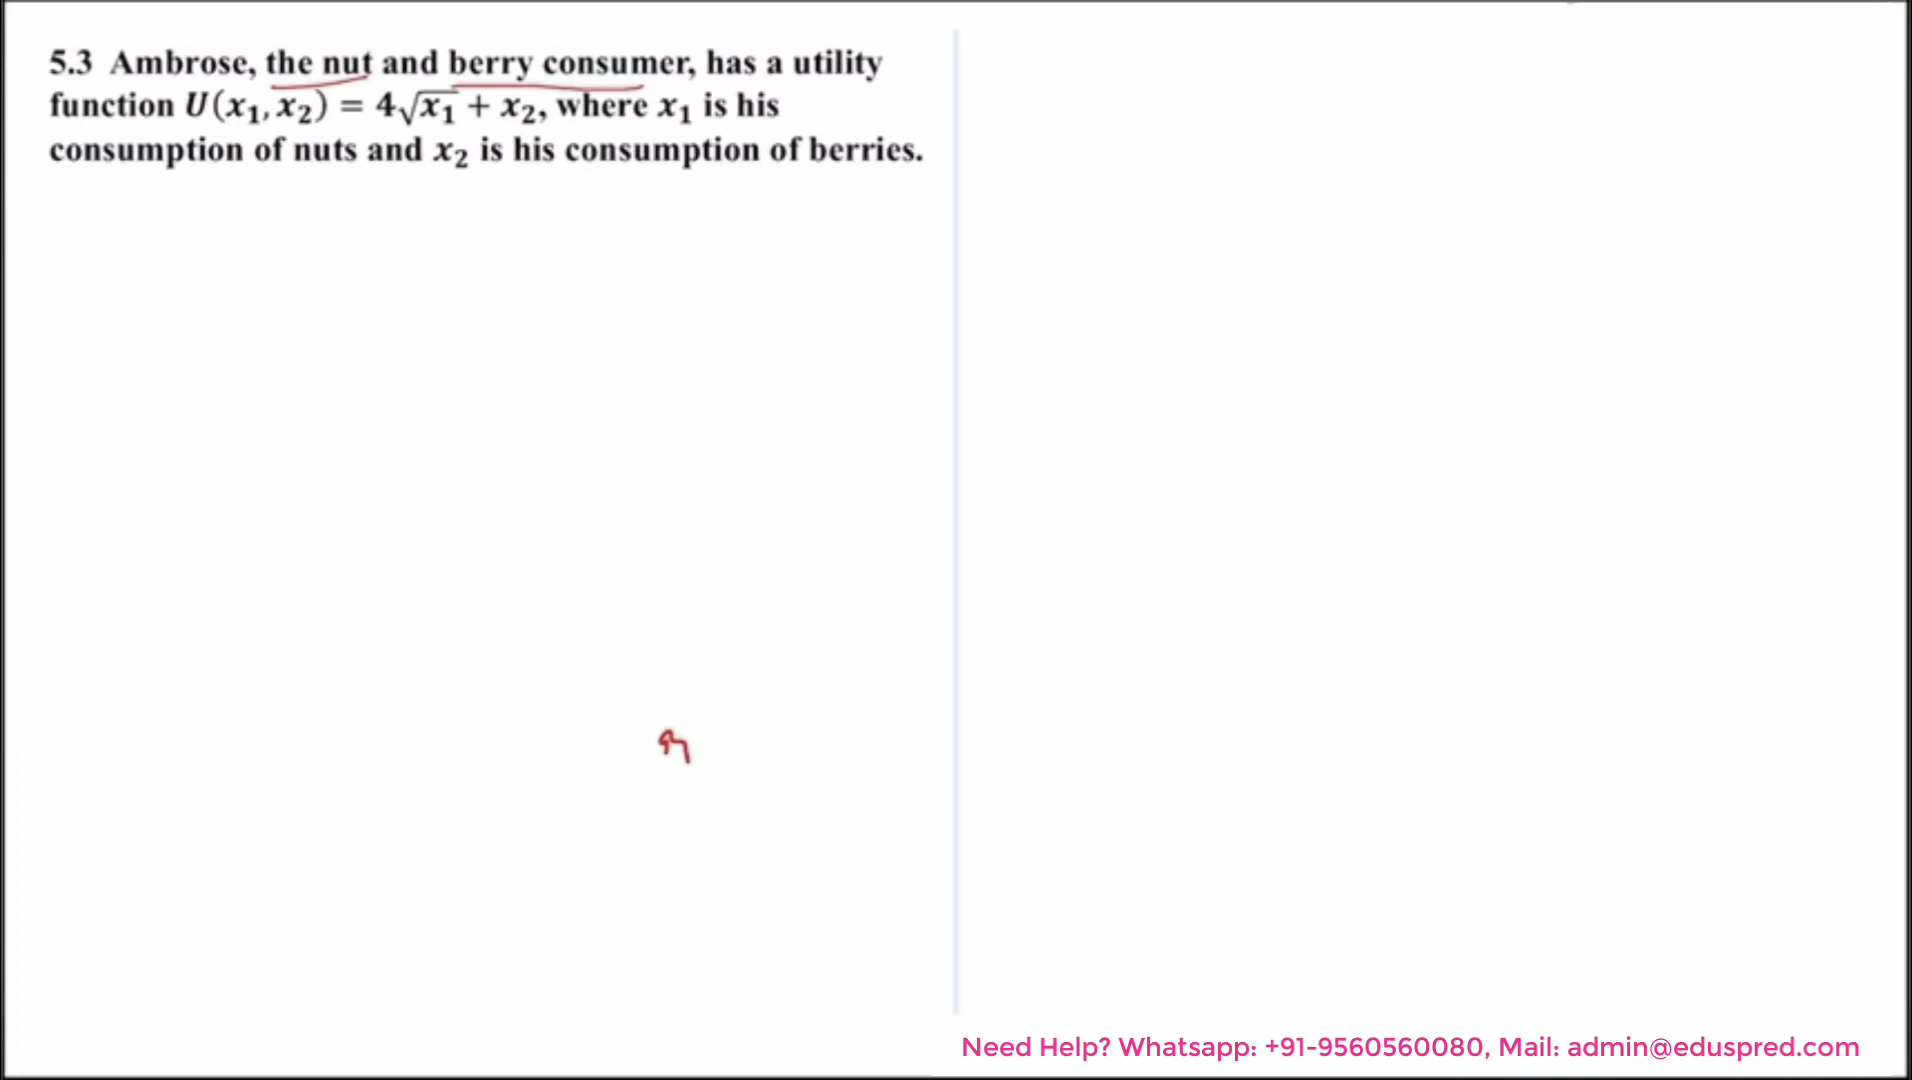 5.3 Ambrose, the nut and berry consumer, has a utility
function U(x₁, x₂) = 4√x₁ + x₂, where x₁ is his
consumption of nuts and x₂ is his consumption of berries.
Need Help? Whatsapp: +91-9560560080, Mail: admin@eduspred.com